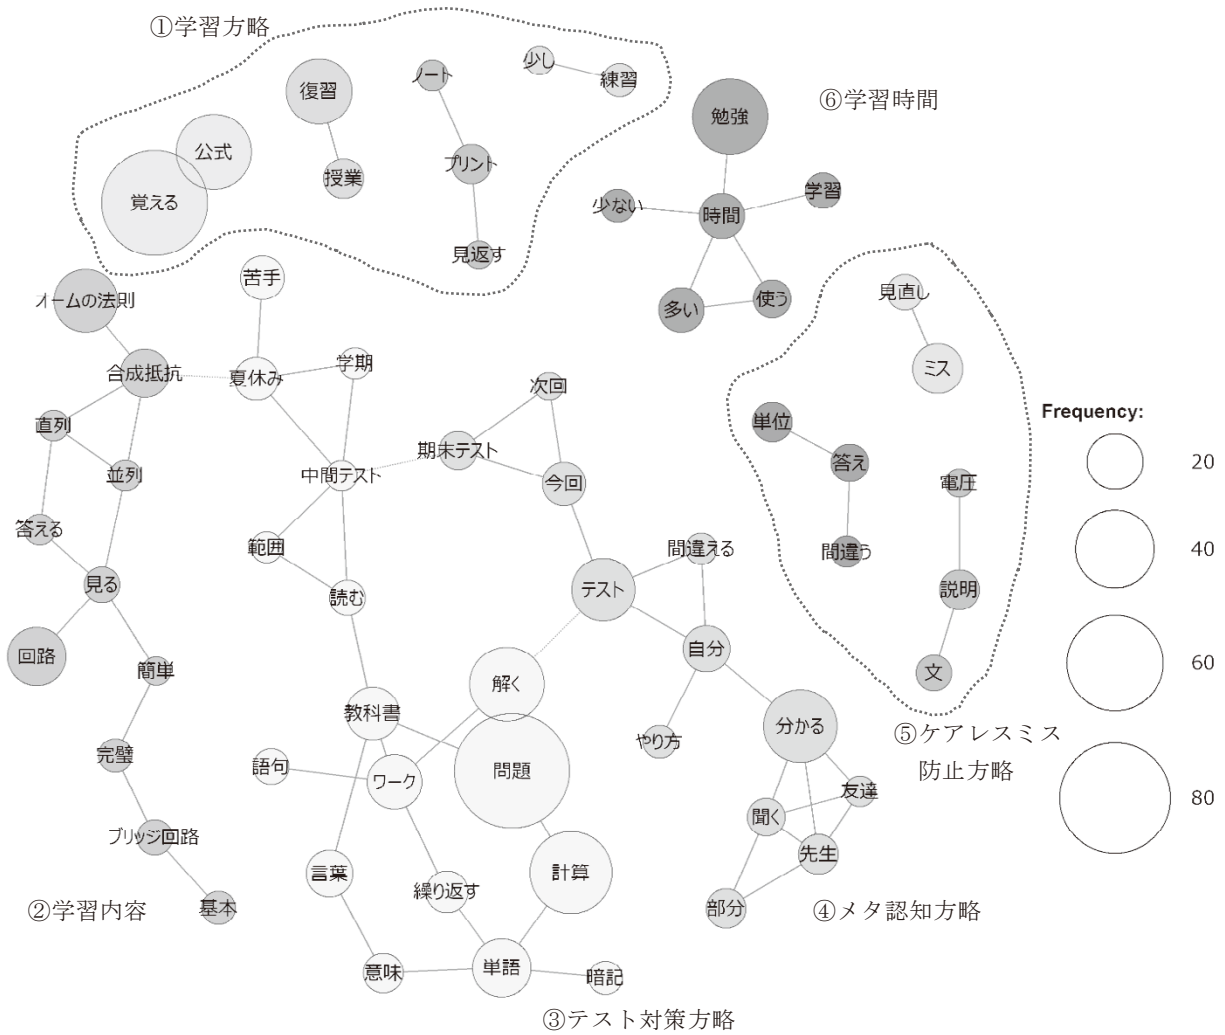 ①学習方略
少し
練習
ノート
復習
⑥学習時間
勉強
公式
プリント
授業
覚える
学習
少ない
時間
見返す
苦手
見直し
オームの法則
使う
多い
学期
ミス
合成抵抗
夏休み
次回
Frequency:
直列
単位
期末テスト
答え
20
並列
中間テスト
今回
電圧
答える
範囲
間違える
間違う
40
見る
読む
テスト
説明
回路
簡単
自分
文
60
解く
教科書
やり方
分かる
⑤ケアレスミス
防止方略
完璧
語句
ワーク
問題
友達
80
ブリッジ回路
聞く
先生
言葉
計算
繰り返す
②学習内容
基本
部分
④メタ認知方略
意味
単語
暗記
③テスト対策方略